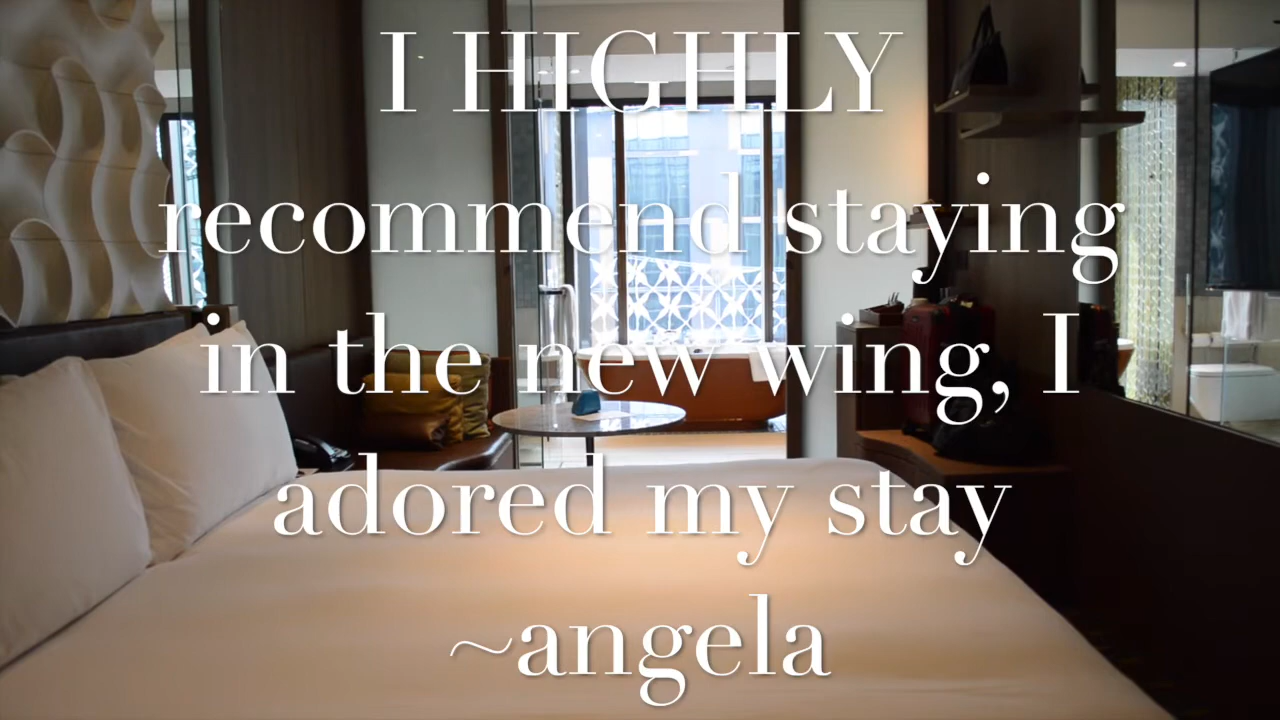 I HIGHLY
recommend staying
in the new wing, I
adored my stay
~angela